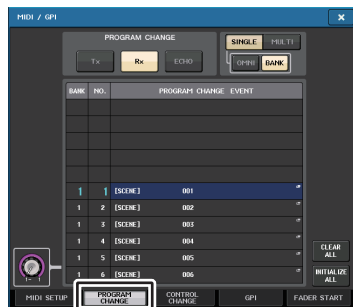 MIDI / GPI
PROGRAM CHANGE
Tx Rx ECHO
SINGLE MULTI
OMNI BANK
BANK NO. PROGRAM CHANGE EVENT
1 1 [SCENE] 001
1 2 [SCENE] 002
1 3 [SCENE] 003
1 4 [SCENE] 004
1 5 [SCENE] 005
1 6 [SCENE] 006
CLEAR ALL
INITIALIZE ALL
MIDI SETUP
PROGRAM CHANGE
CONTROL CHANGE
GPI
FADER START